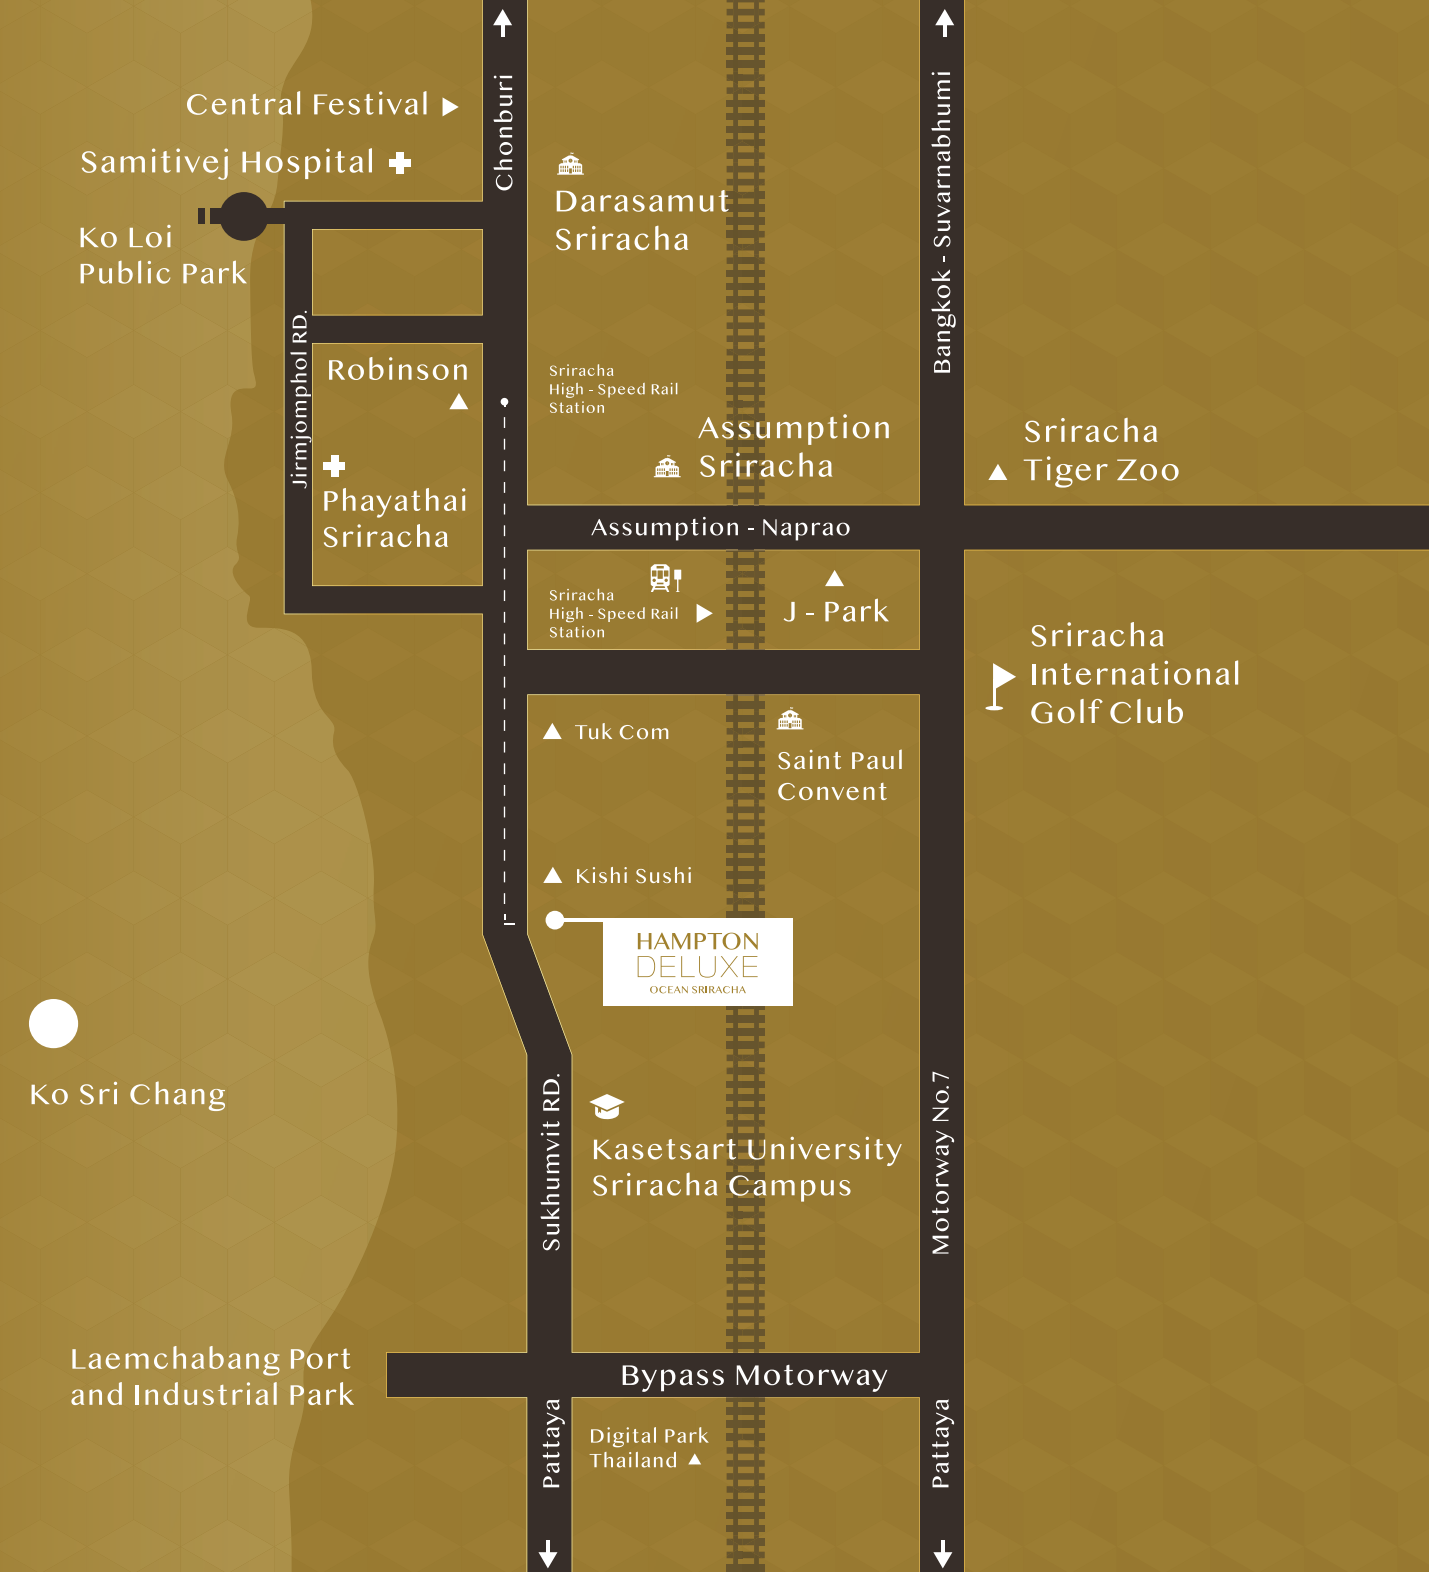 Chonburi
Bangkok - Suvarnabhumi
Central Festival
Samitivej Hospital
Ko Loi
Public Park
Darasamut
Sriracha
Jirmjomphol RD.
Robinson
Sriracha
High - Speed Rail
Station
Assumption
Sriracha
Sriracha
Tiger Zoo
Phayathai
Sriracha
Assumption - Naprao
Sriracha
High - Speed Rail
Station
J - Park
Sriracha
International
Golf Club
Tuk Com
Saint Paul
Convent
Kishi Sushi
HAMPTON
DELUXE
OCEAN SRIRACHA
Ko Sri Chang
Sukhumvit RD.
Motorway No.7
Kasetsart University
Sriracha Campus
Laemchabang Port
and Industrial Park
Bypass Motorway
Pattaya
Pattaya
Digital Park
Thailand